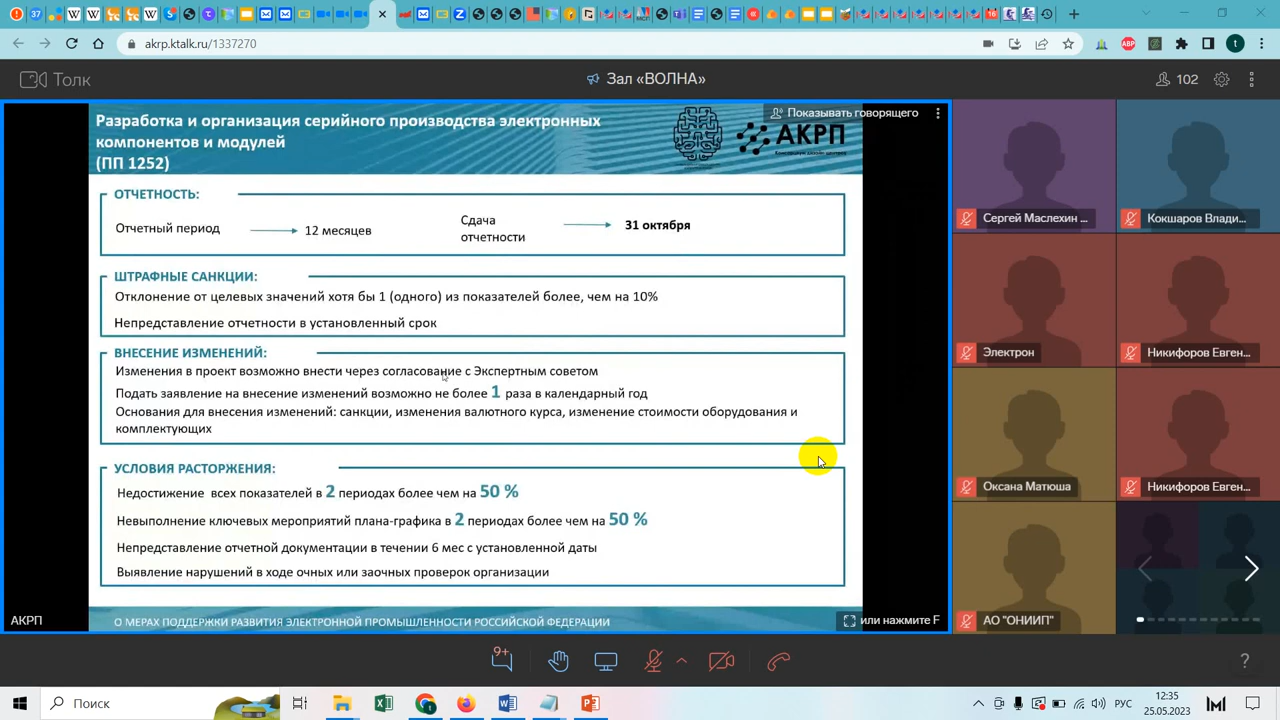 37
16
akrp.ktalk.ru/1337270
ABP
t
Толк
Зал «ВОЛНА»
102
Разработка и организация серийного производства электронных
компонентов и модулей
(ПП 1252)
Показывать говорящего
АКРП
ОТЧЕТНОСТЬ:
Отчетный период
12 месяцев
Сдача
отчетности
31 октября
ШТРАФНЫЕ САНКЦИИ:
Отклонение от целевых значений хотя бы 1 (одного) из показателей более, чем на 10%
Непредставление отчетности в установленный срок
ВНЕСЕНИЕ ИЗМЕНЕНИЙ:
Изменения в проект возможно внести через согласование с Экспертным советом
Подать заявление на внесение изменений возможно не более 1 раза в календарный год
Основания для внесения изменений: санкции, изменения валютного курса, изменение стоимости оборудования и
комплектующих
УСЛОВИЯ РАСТОРЖЕНИЯ:
Недостижение всех показателей в 2 периодах более чем на 50 %
Невыполнение ключевых мероприятий плана-графика в 2 периодах более чем на 50 %
Непредставление отчетной документации в течении 6 мес с установленной даты
Выявление нарушений в ходе очных или заочных проверок организации
О МЕРАХ ПОДДЕРЖКИ РАЗВИТИЯ ЭЛЕКТРОННОЙ ПРОМЫШЛЕННОСТИ РОССИЙСКОЙ ФЕДЕРАЦИИ
АКРП
или нажмите F
Сергей Маслехин ...
Кокшаров Влади...
Электрон
Никифоров Евген...
Оксана Матюша
Никифоров Евген...
АО "ОНИИП"
9+
?
Поиск
РУС
12:35
25.05.2023